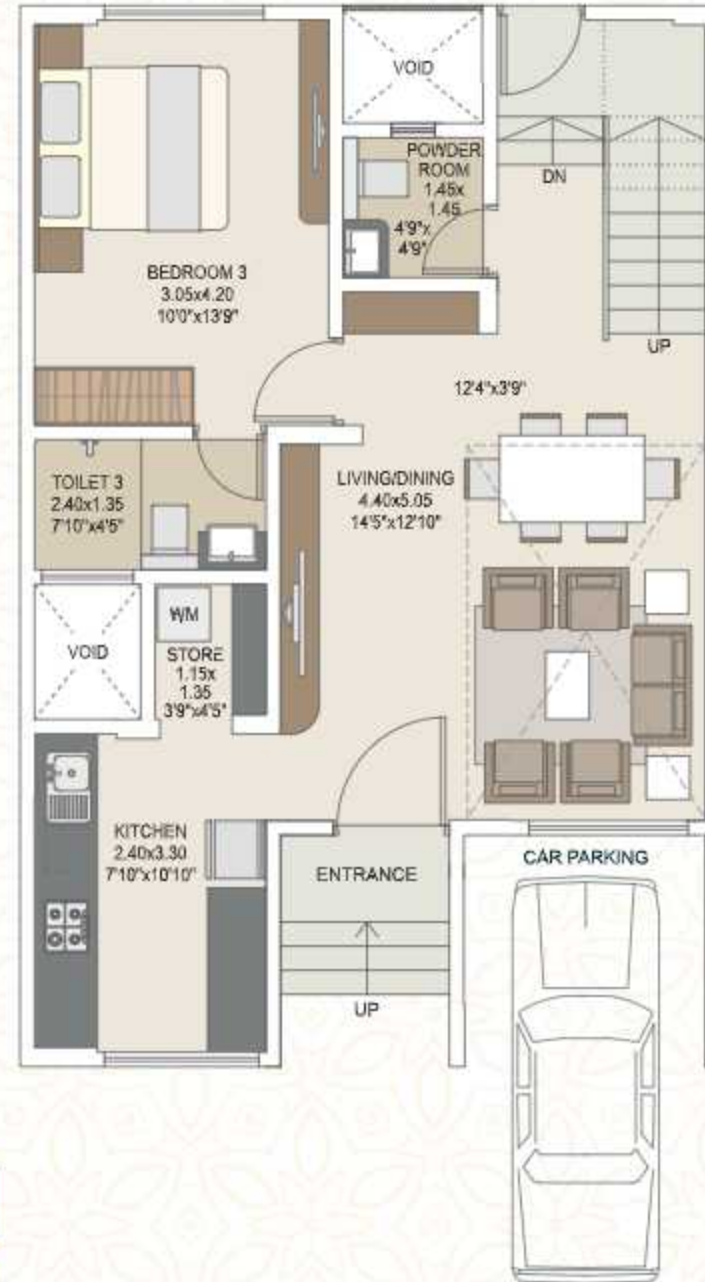 VOID
POWDER
ROOM
1.45x
1.45
4'9"x
4'9"
DN
UP
BEDROOM 3
3.05x4.20
10'0"x13'9"
12'4"x3'9"
TOILET 3
2.40x1.35
7'10"x4'5"
LIVING/DINING
4.40x5.05
14'5"x12'10"
VOID
WM
STORE
1.15x
1.35
3'9"x4'5"
KITCHEN
2.40x3.30
7'10"x10'10"
ENTRANCE
UP
CAR PARKING